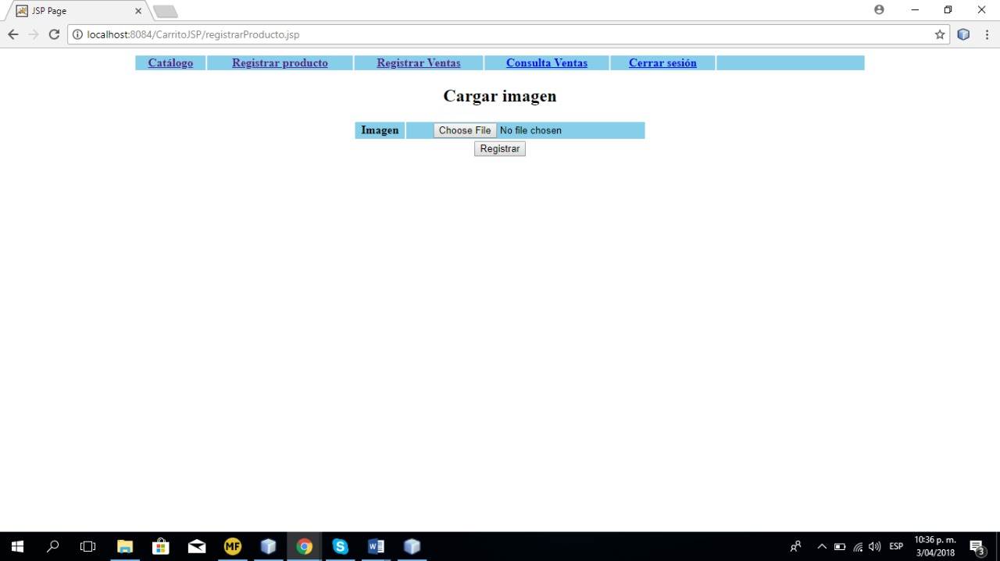 JSP Page
localhost:8084/CarritoJSP/registrarProducto.jsp
Catálogo Registrar producto Registrar Ventas Consulta Ventas Cerrar sesión
Cargar imagen
Imagen Choose File No file chosen
Registrar
MF
S
W
ESP
10:36 p. m.
3/04/2018
3